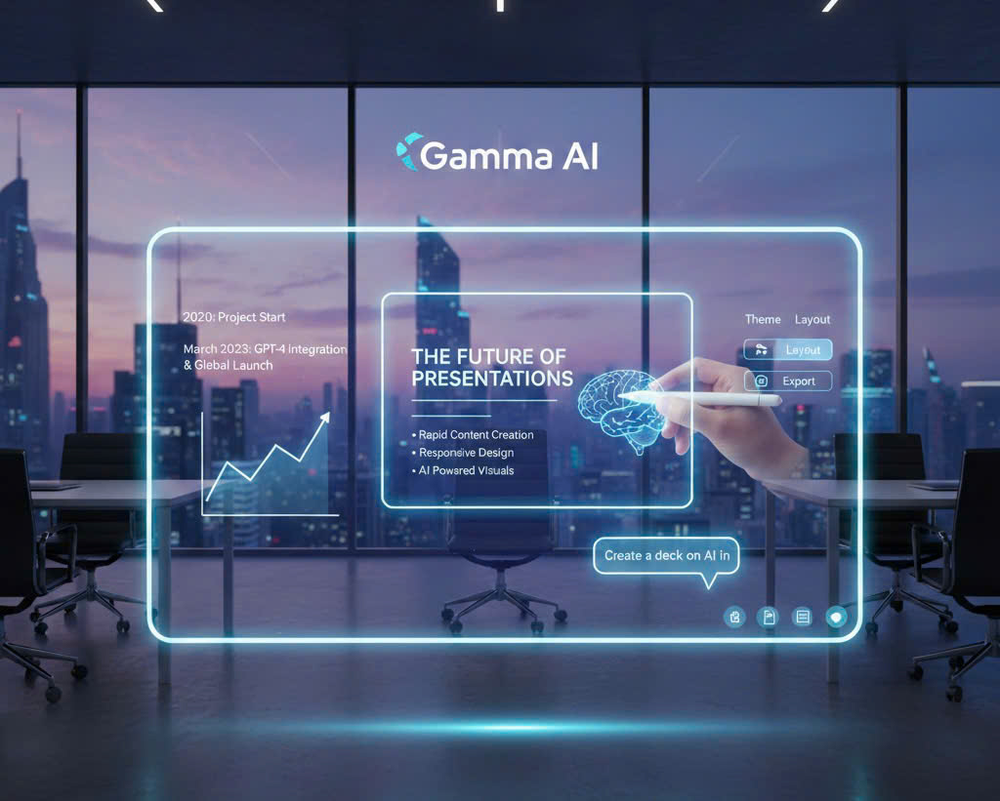 Gamma AI
2020: Project Start
March 2023: GPT-4 integration
& Glebal Launch
THE FUTURE OF
PRESENTATIONS
• Rapid Content Creation
• Responsive Design
• AI Powared Visuals
Theme Layout
Layout
Export
Create a deck on AI in